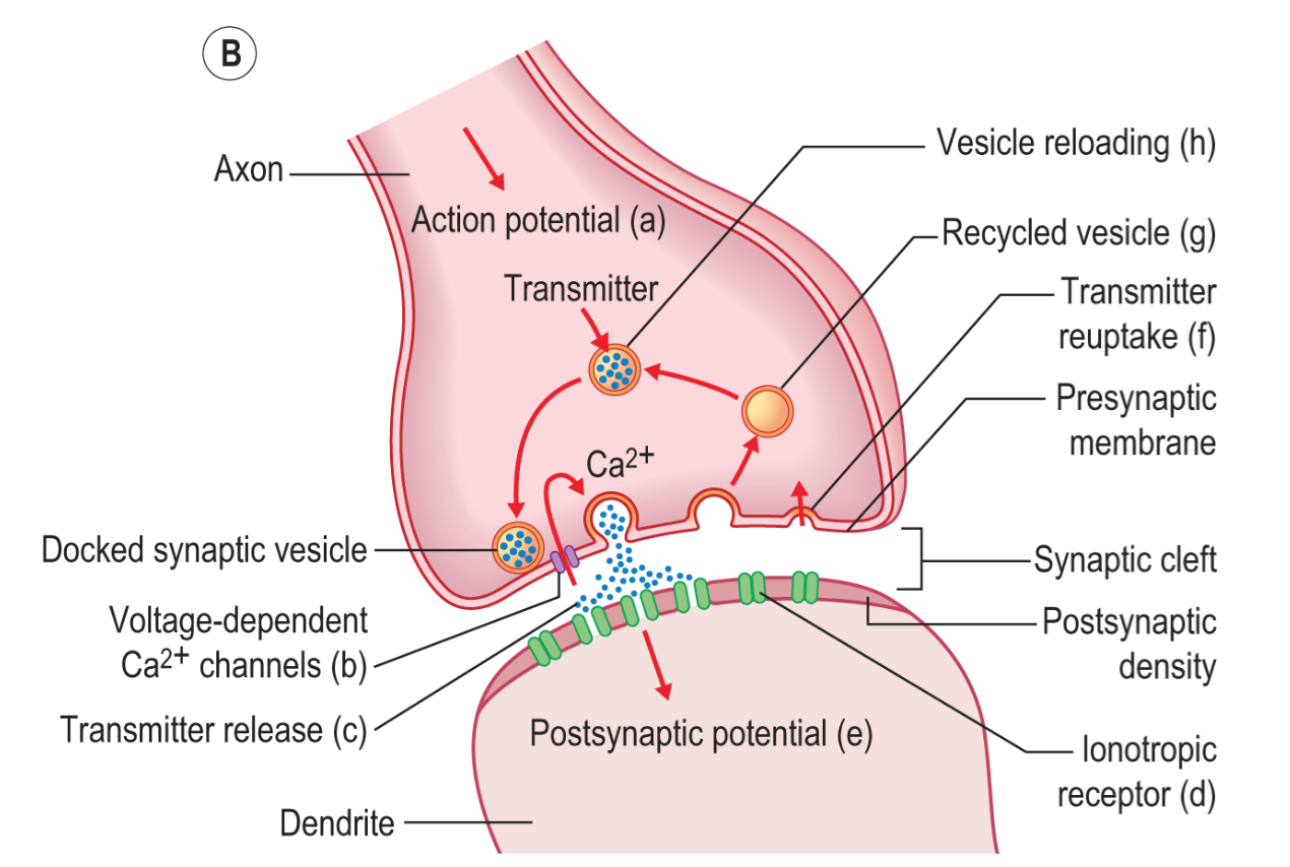 B
Axon
Action potential (a)
Transmitter
Ca2+
Vesicle reloading (h)
Recycled vesicle (g)
Transmitter
reuptake (f)
Presynaptic
membrane
Docked synaptic vesicle
Voltage-dependent
Ca2+ channels (b)
Transmitter release (c)
Synaptic cleft
Postsynaptic
density
Postsynaptic potential (e)
Ionotropic
receptor (d)
Dendrite